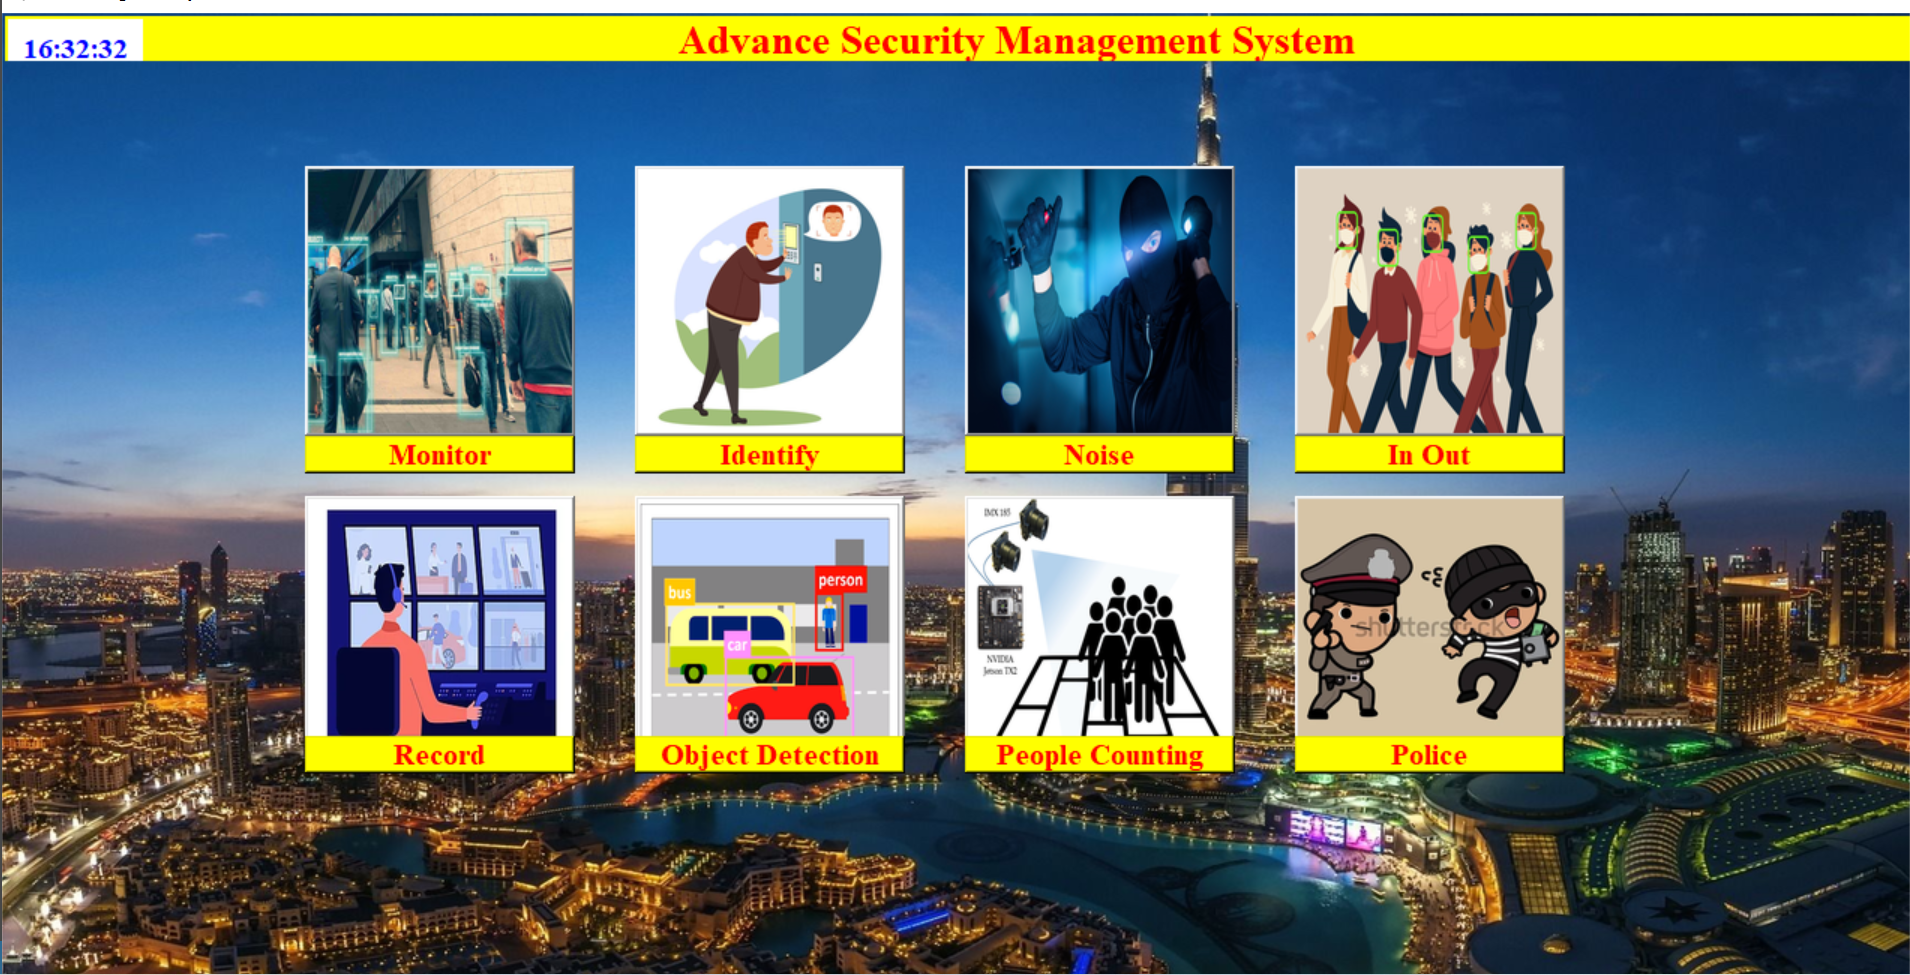 16:32:32
Advance Security Management System
Monitor
Identify
Noise
In Out
IMX 185
NVIDIA
Jetson TX2
bus
person
car
shutterstock
Record
Object Detection
People Counting
Police